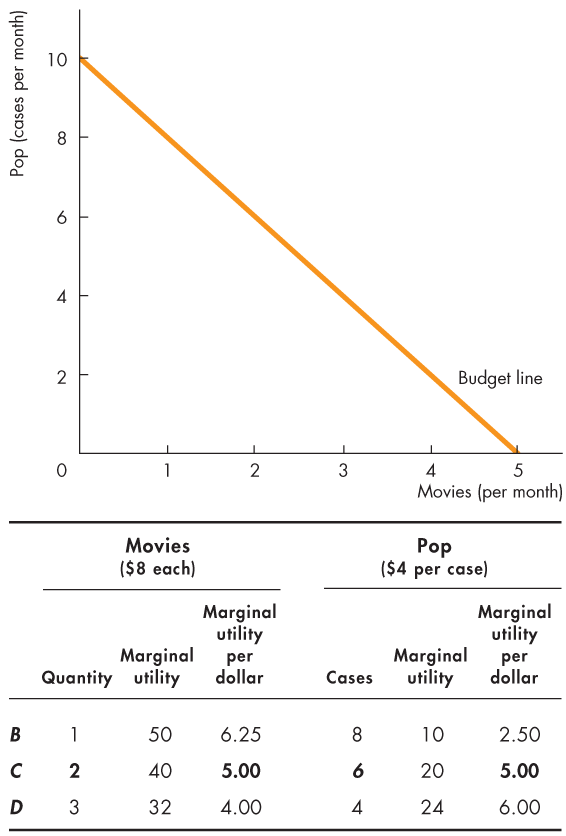 Pop (cases per month)
10
8
6
4
2
Budget line
0 1 2 3 4 5
Movies (per month)
Movies Pop
($8 each) ($4 per case)
Marginal Marginal
utility utility
Marginal per Marginal per
Quantity utility dollar Cases utility dollar
B 1 50 6.25 8 10 2.50
C 2 40 5.00 6 20 5.00
D 3 32 4.00 4 24 6.00